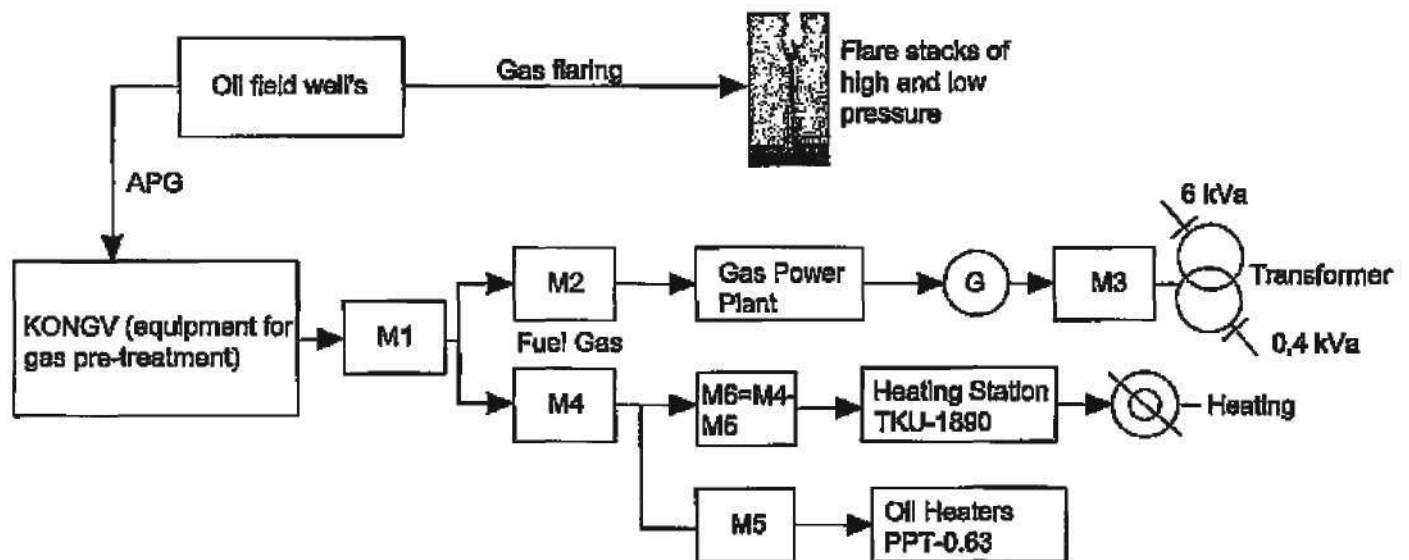 Oil field well's
Gas flaring
Flare stacks of
high and low
pressure
APG
6 kVa
KONGV (equipment for
gas pre-treatment)
M1
M2
Gas Power
Plant
G
M3
Transformer
Fuel Gas
0,4 kVa
M4
M6=M4-
M5
Heating Station
TKU-1890
Heating
M5
Oil Heaters
PPT-0.63